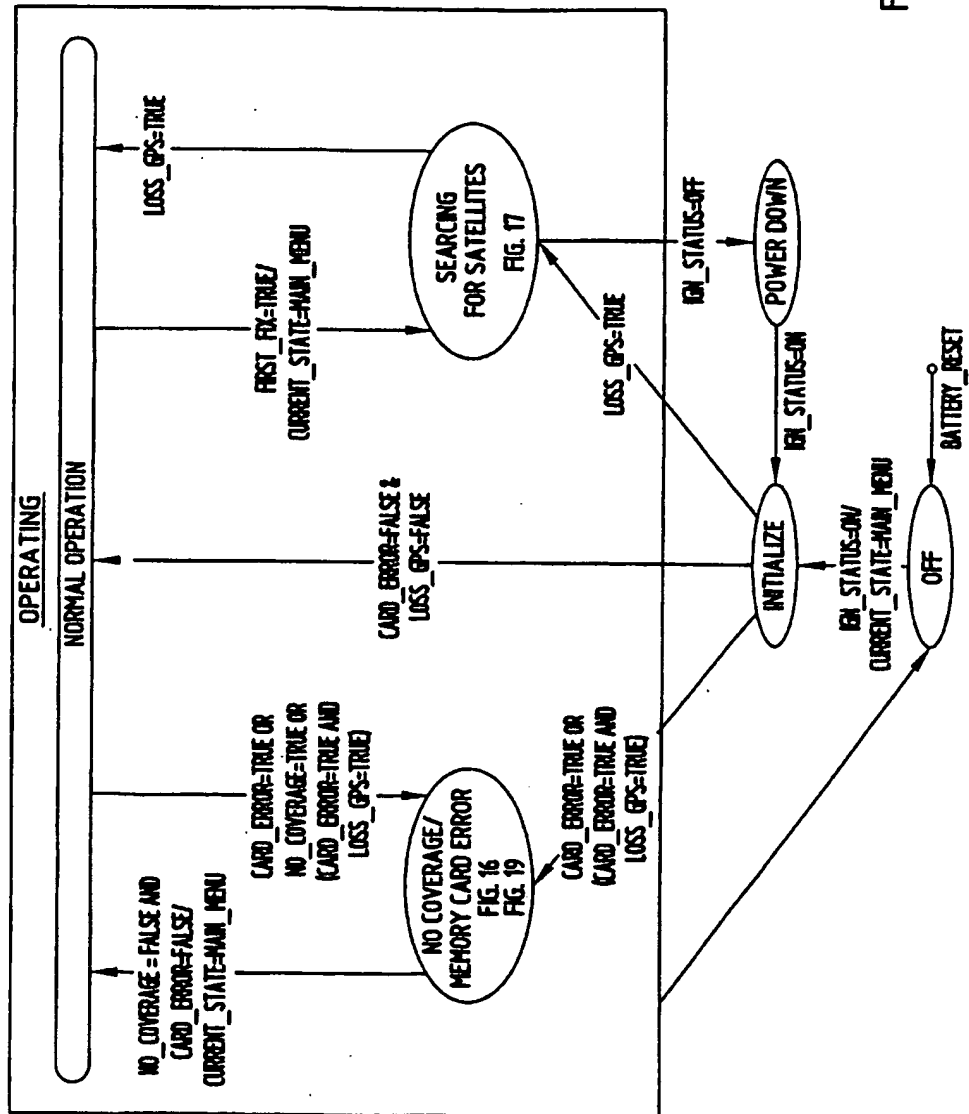 OPERATING
NORMAL OPERATION
NO_COVERAGE = FALSE AND
CARD_ERROR=FALSE/
CURRENT_STATE=MAIN_MENU
CARD_ERROR=TRUE OR
NO_COVERAGE=TRUE OR
(CARD_ERROR=TRUE AND
LOSS_GPS=TRUE)
CARD_ERROR=FALSE &
LOSS_GPS=FALSE
FIRST_FIX=TRUE/
CURRENT_STATE=MAIN_MENU
LOSS_GPS=TRUE
NO COVERAGE/
MEMORY CARD ERROR
FIG. 16
FIG. 19
SEARCING
FOR SATELLITES
FIG. 17
CARD_ERROR=TRUE OR
(CARD_ERROR=TRUE AND
LOSS_GPS=TRUE)
LOSS_GPS=TRUE
IGN_STATUS=OFF
INITIALIZE
IGN_STATUS=ON
POWER DOWN
IGN_STATUS=ON/
CURRENT_STATE=MAIN_MENU
OFF
BATTERY_RESET